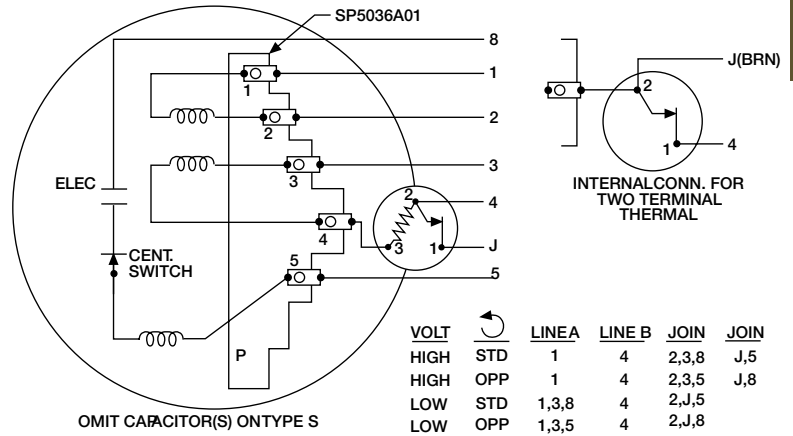 SP5036A01
8
1
2
3
4
J
5
1
2
3
4
5
2
3
1
ELEC
CENT.
SWITCH
P
OMIT CAPACITOR(S) ONTYPE S
J(BRN)
2
1
4
INTERNALCONN. FOR
TWO TERMINAL
THERMAL
VOLT LINEA LINE B JOIN JOIN
HIGH STD 1 4 2,3,8 J,5
HIGH OPP 1 4 2,3,5 J,8
LOW STD 1,3,8 4 2,J,5
LOW OPP 1,3,5 4 2,J,8